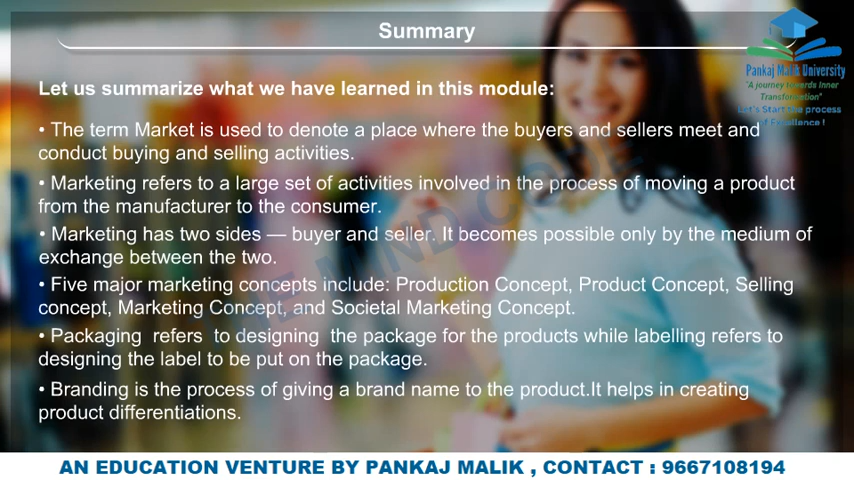 Summary
Pankaj Malik University
"A journey towards Inner
Transformation"
Let's Start the process
of Excellence !
Let us summarize what we have learned in this module:
• The term Market is used to denote a place where the buyers and sellers meet and
conduct buying and selling activities.
• Marketing refers to a large set of activities involved in the process of moving a product
from the manufacturer to the consumer.
• Marketing has two sides — buyer and seller. It becomes possible only by the medium of
exchange between the two.
• Five major marketing concepts include: Production Concept, Product Concept, Selling
concept, Marketing Concept, and Societal Marketing Concept.
• Packaging refers to designing the package for the products while labelling refers to
designing the label to be put on the package.
• Branding is the process of giving a brand name to the product.It helps in creating
product differentiations.
AN EDUCATION VENTURE BY PANKAJ MALIK , CONTACT : 9667108194